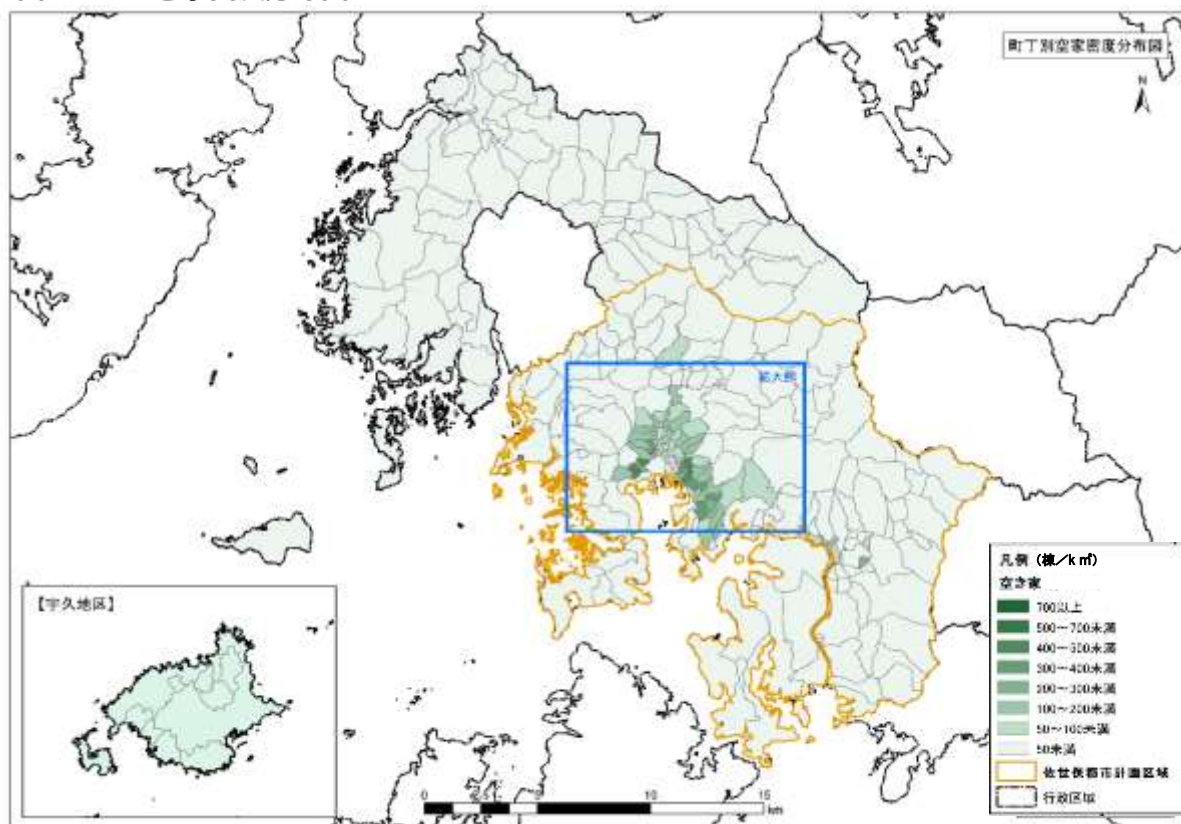 町丁別空家密度分布図
N
拡大図
【宇久地区】
凡例 (棟/k㎡)
空き家
700以上
500～700未満
400～500未満
300～400未満
200～300未満
100～200未満
50～100未満
50未満
佐世保都市計画区域
行政区域
0 2.5 5 10 15
km